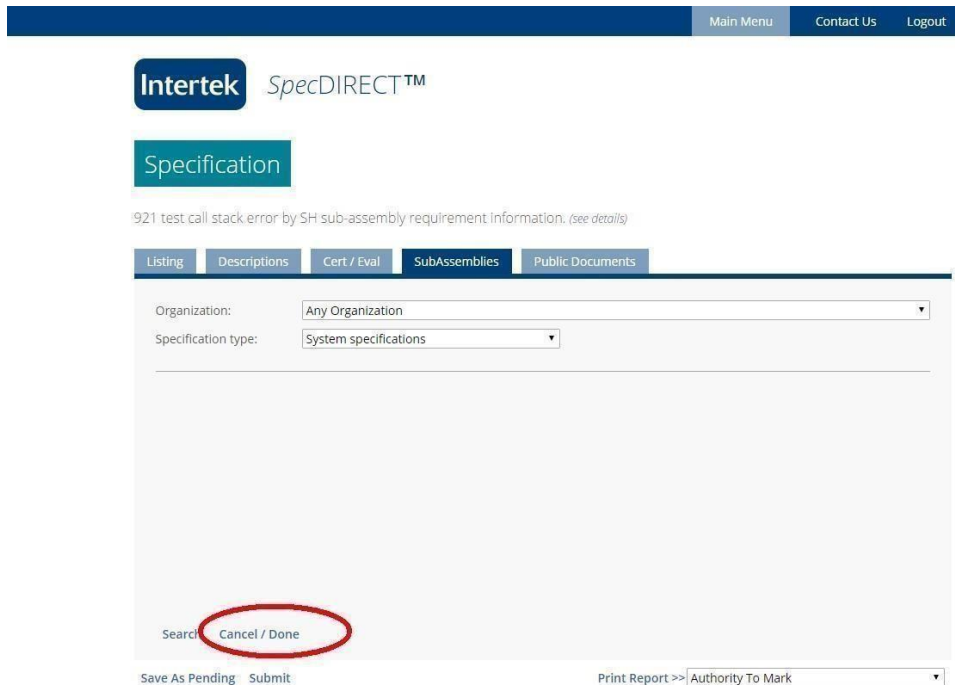 Main Menu Contact Us Logout
Intertek SpecDIRECT™
Specification
921 test call stack error by SH sub-assembly requirement information. (see details)
Listing Descriptions Cert / Eval SubAssemblies Public Documents
Organization: Any Organization
Specification type: System specifications
Search Cancel / Done
Save As Pending Submit Print Report >> Authority To Mark